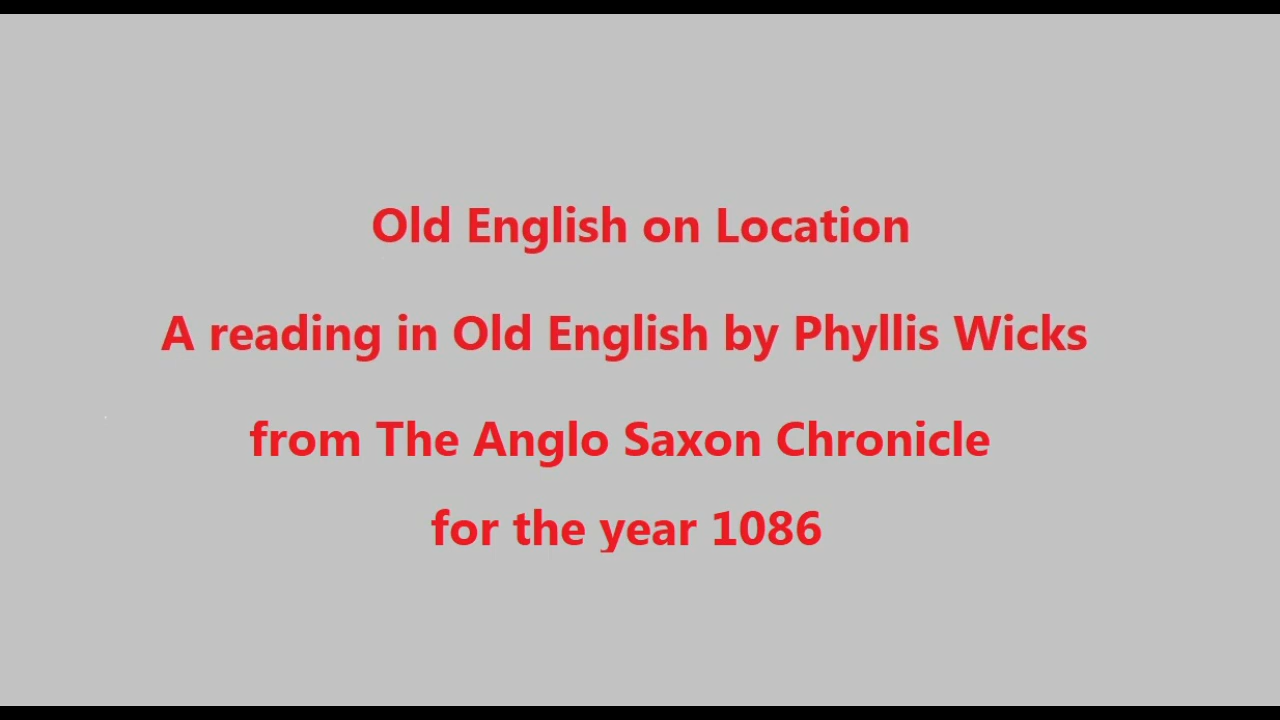 Old English on Location
A reading in Old English by Phyllis Wicks
from The Anglo Saxon Chronicle
for the year 1086